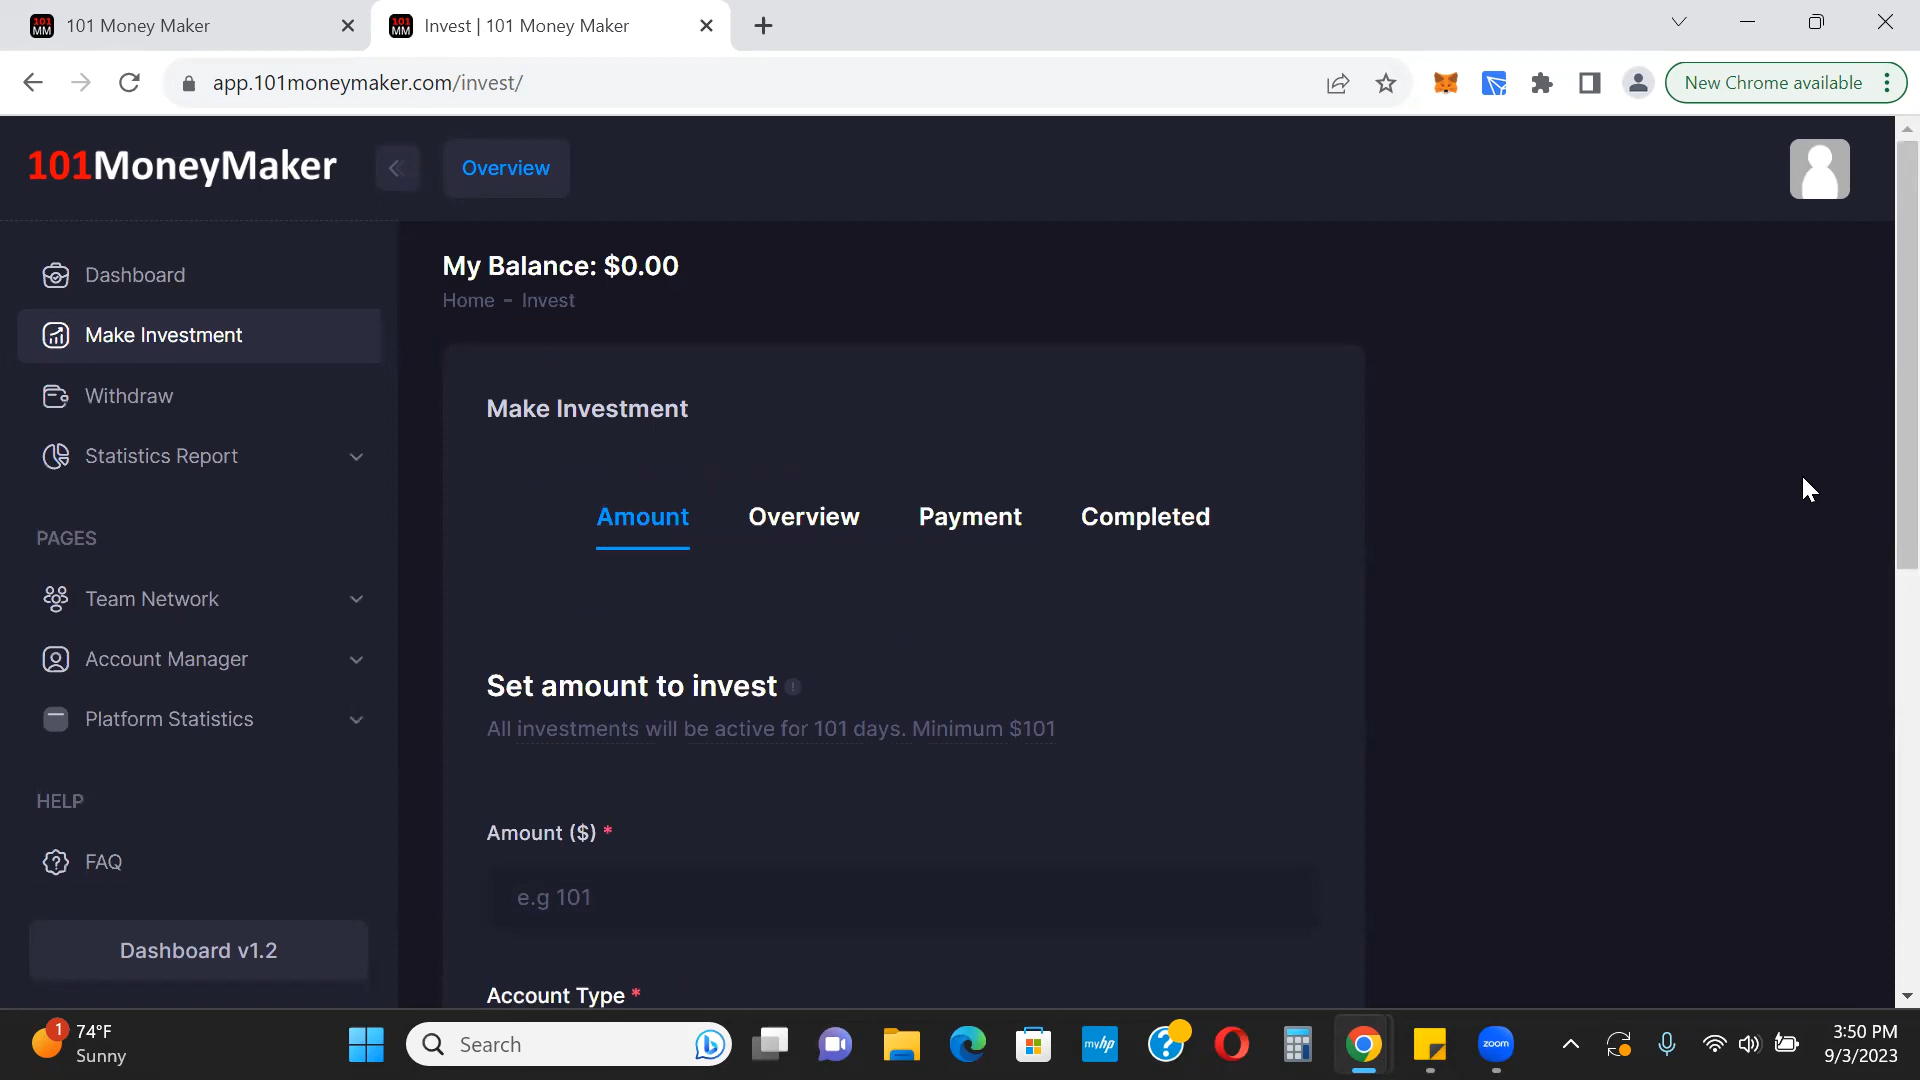 101 Money Maker
Invest | 101 Money Maker
app.101moneymaker.com/invest/
New Chrome available
101MoneyMaker
Overview
My Balance: $0.00
Home - Invest
Dashboard
Make Investment
Withdraw
Statistics Report
PAGES
Team Network
Account Manager
Platform Statistics
HELP
FAQ
Dashboard v1.2
Make Investment
Amount Overview Payment Completed
Set amount to invest
All investments will be active for 101 days. Minimum $101
Amount ($) *
e.g 101
Account Type *
1
74°F
Sunny
Search
myhp
zoom
3:50 PM
9/3/2023